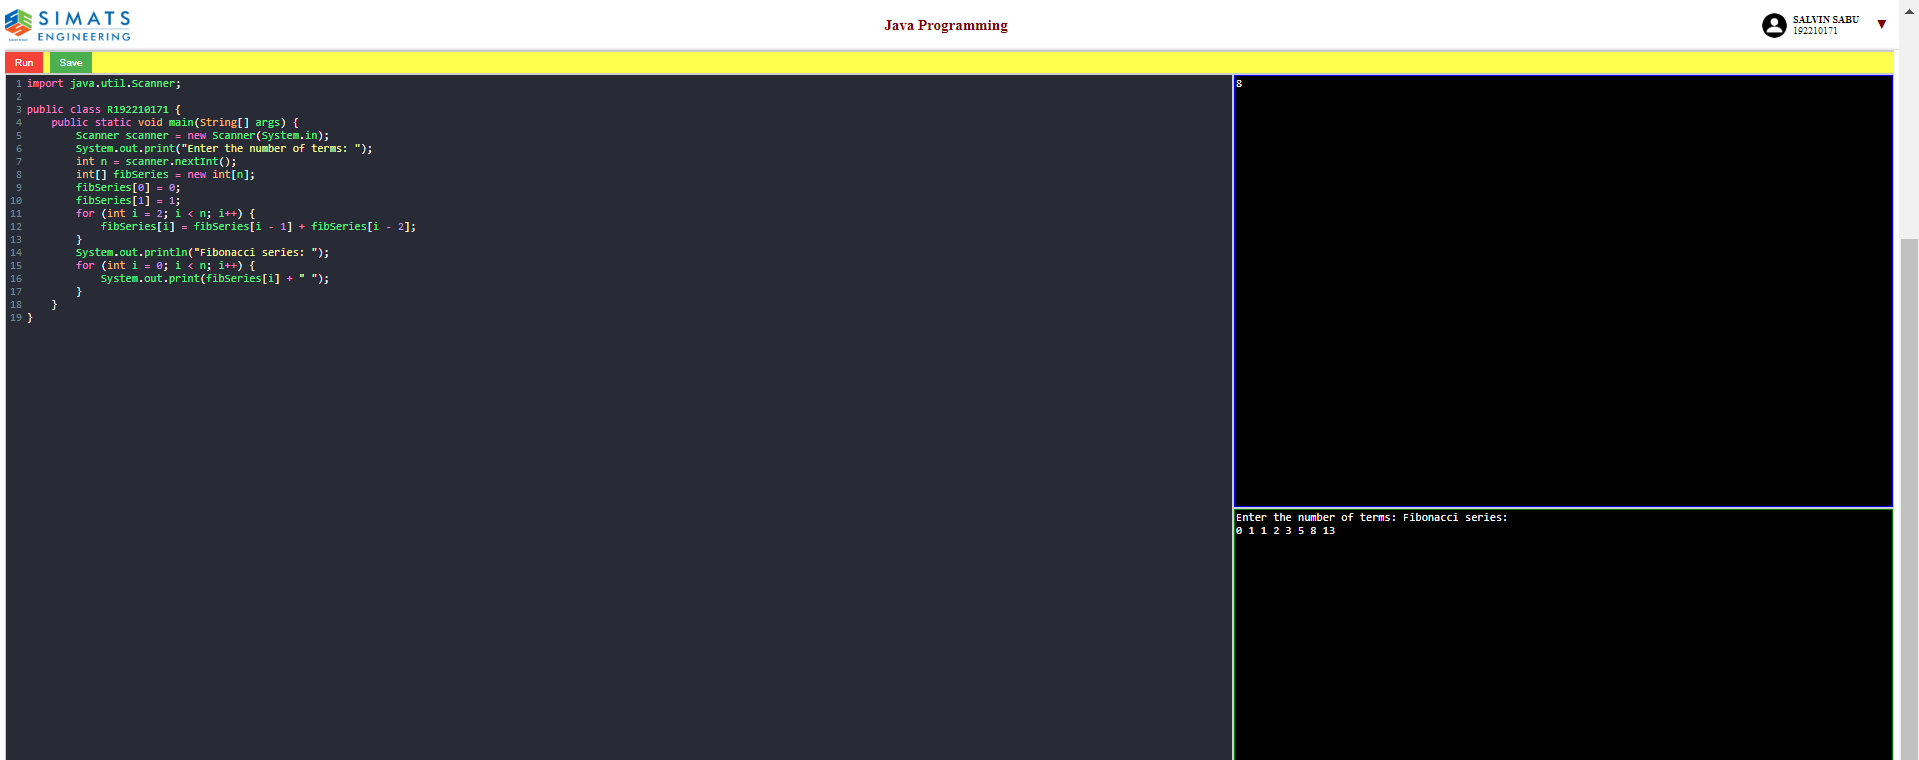 SIMATS
ENGINEERING
Java Programming
SALVIN SABU
192210171
Run Save
1 import java.util.Scanner;
2
3 public class R192210171 {
4     public static void main(String[] args) {
5         Scanner scanner = new Scanner(System.in);
6         System.out.print("Enter the number of terms: ");
7         int n = scanner.nextInt();
8         int[] fibSeries = new int[n];
9         fibSeries[0] = 0;
10         fibSeries[1] = 1;
11         for (int i = 2; i < n; i++) {
12             fibSeries[i] = fibSeries[i - 1] + fibSeries[i - 2];
13         }
14         System.out.println("Fibonacci series: ");
15         for (int i = 0; i < n; i++) {
16             System.out.print(fibSeries[i] + " ");
17         }
18     }
19 }
8
Enter the number of terms: Fibonacci series:
0 1 1 2 3 5 8 13